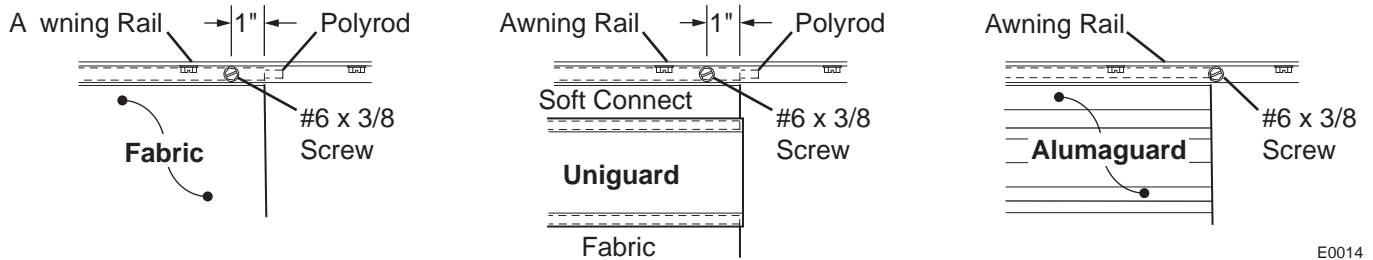 A wning Rail
1"
Polyrod
#6 x 3/8
Screw
Fabric
Awning Rail
1"
Polyrod
Soft Connect
#6 x 3/8
Screw
Uniguard
Fabric
Awning Rail
#6 x 3/8
Screw
Alumaguard
E0014